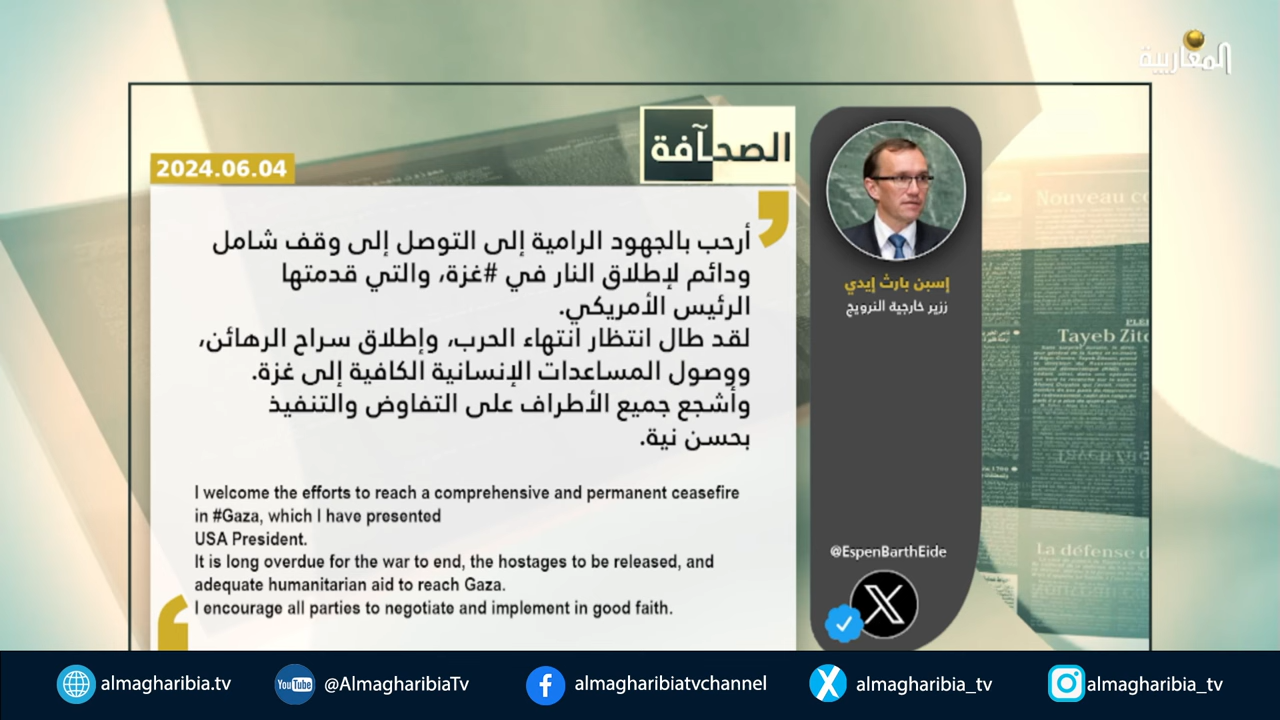 المغاربية
الصحآفة
2024.06.04
أرحب بالجهود الرامية إلى التوصل إلى وقف شامل
ودائم لإطلاق النار في #غزة، والتي قدمتها
الرئيس الأمريكي.
لقد طال انتظار انتهاء الحرب، وإطلاق سراح الرهائن،
ووصول المساعدات الإنسانية الكافية إلى غزة.
وأشجع جميع الأطراف على التفاوض والتنفيذ
بحسن نية.
I welcome the efforts to reach a comprehensive and permanent ceasefire
in #Gaza, which I have presented
USA President.
It is long overdue for the war to end, the hostages to be released, and
adequate humanitarian aid to reach Gaza.
I encourage all parties to negotiate and implement in good faith.
إسبن بارث إيدي
زير خارجية النرويج
@EspenBarthEide
Nouveau co
Tayeb Zito
La défense d
almagharibia.tv
YouTube
@AlmagharibiaTv
almagharibiatvchannel
almagharibia_tv
almagharibia_tv